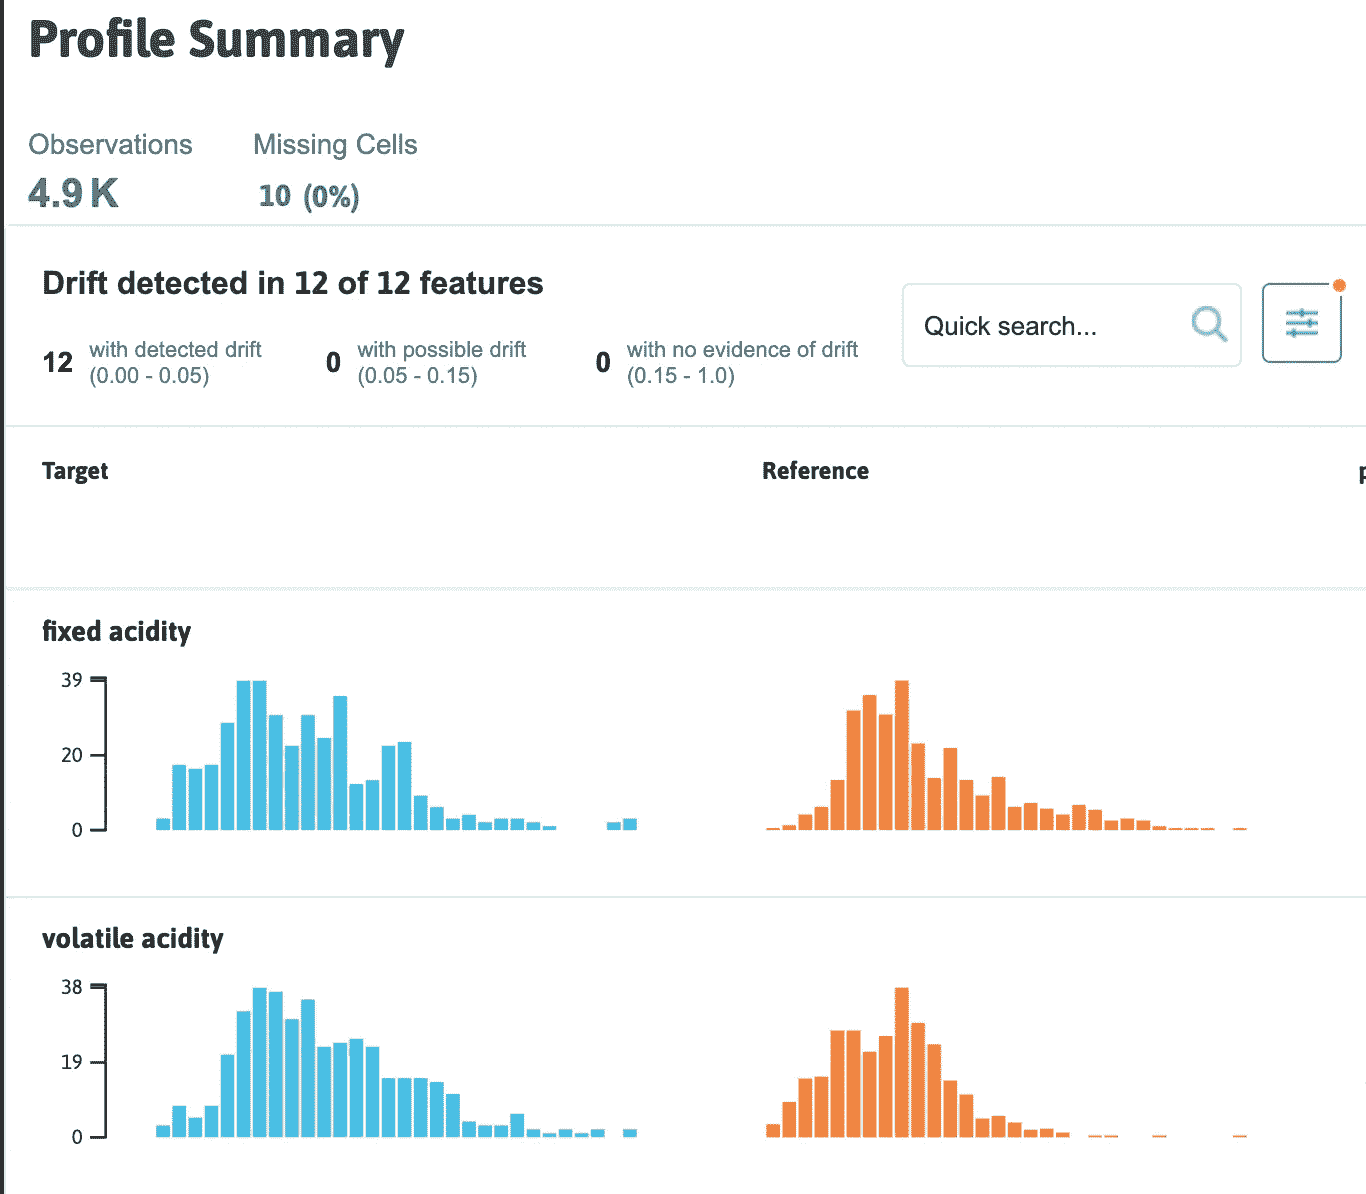 Profile Summary
Observations Missing Cells
4.9 K 10 (0%)
Drift detected in 12 of 12 features
12 with detected drift (0.00 - 0.05)
0 with possible drift (0.05 - 0.15)
0 with no evidence of drift (0.15 - 1.0)
Quick search...
Target Reference
fixed acidity
39
20
0
volatile acidity
38
19
0